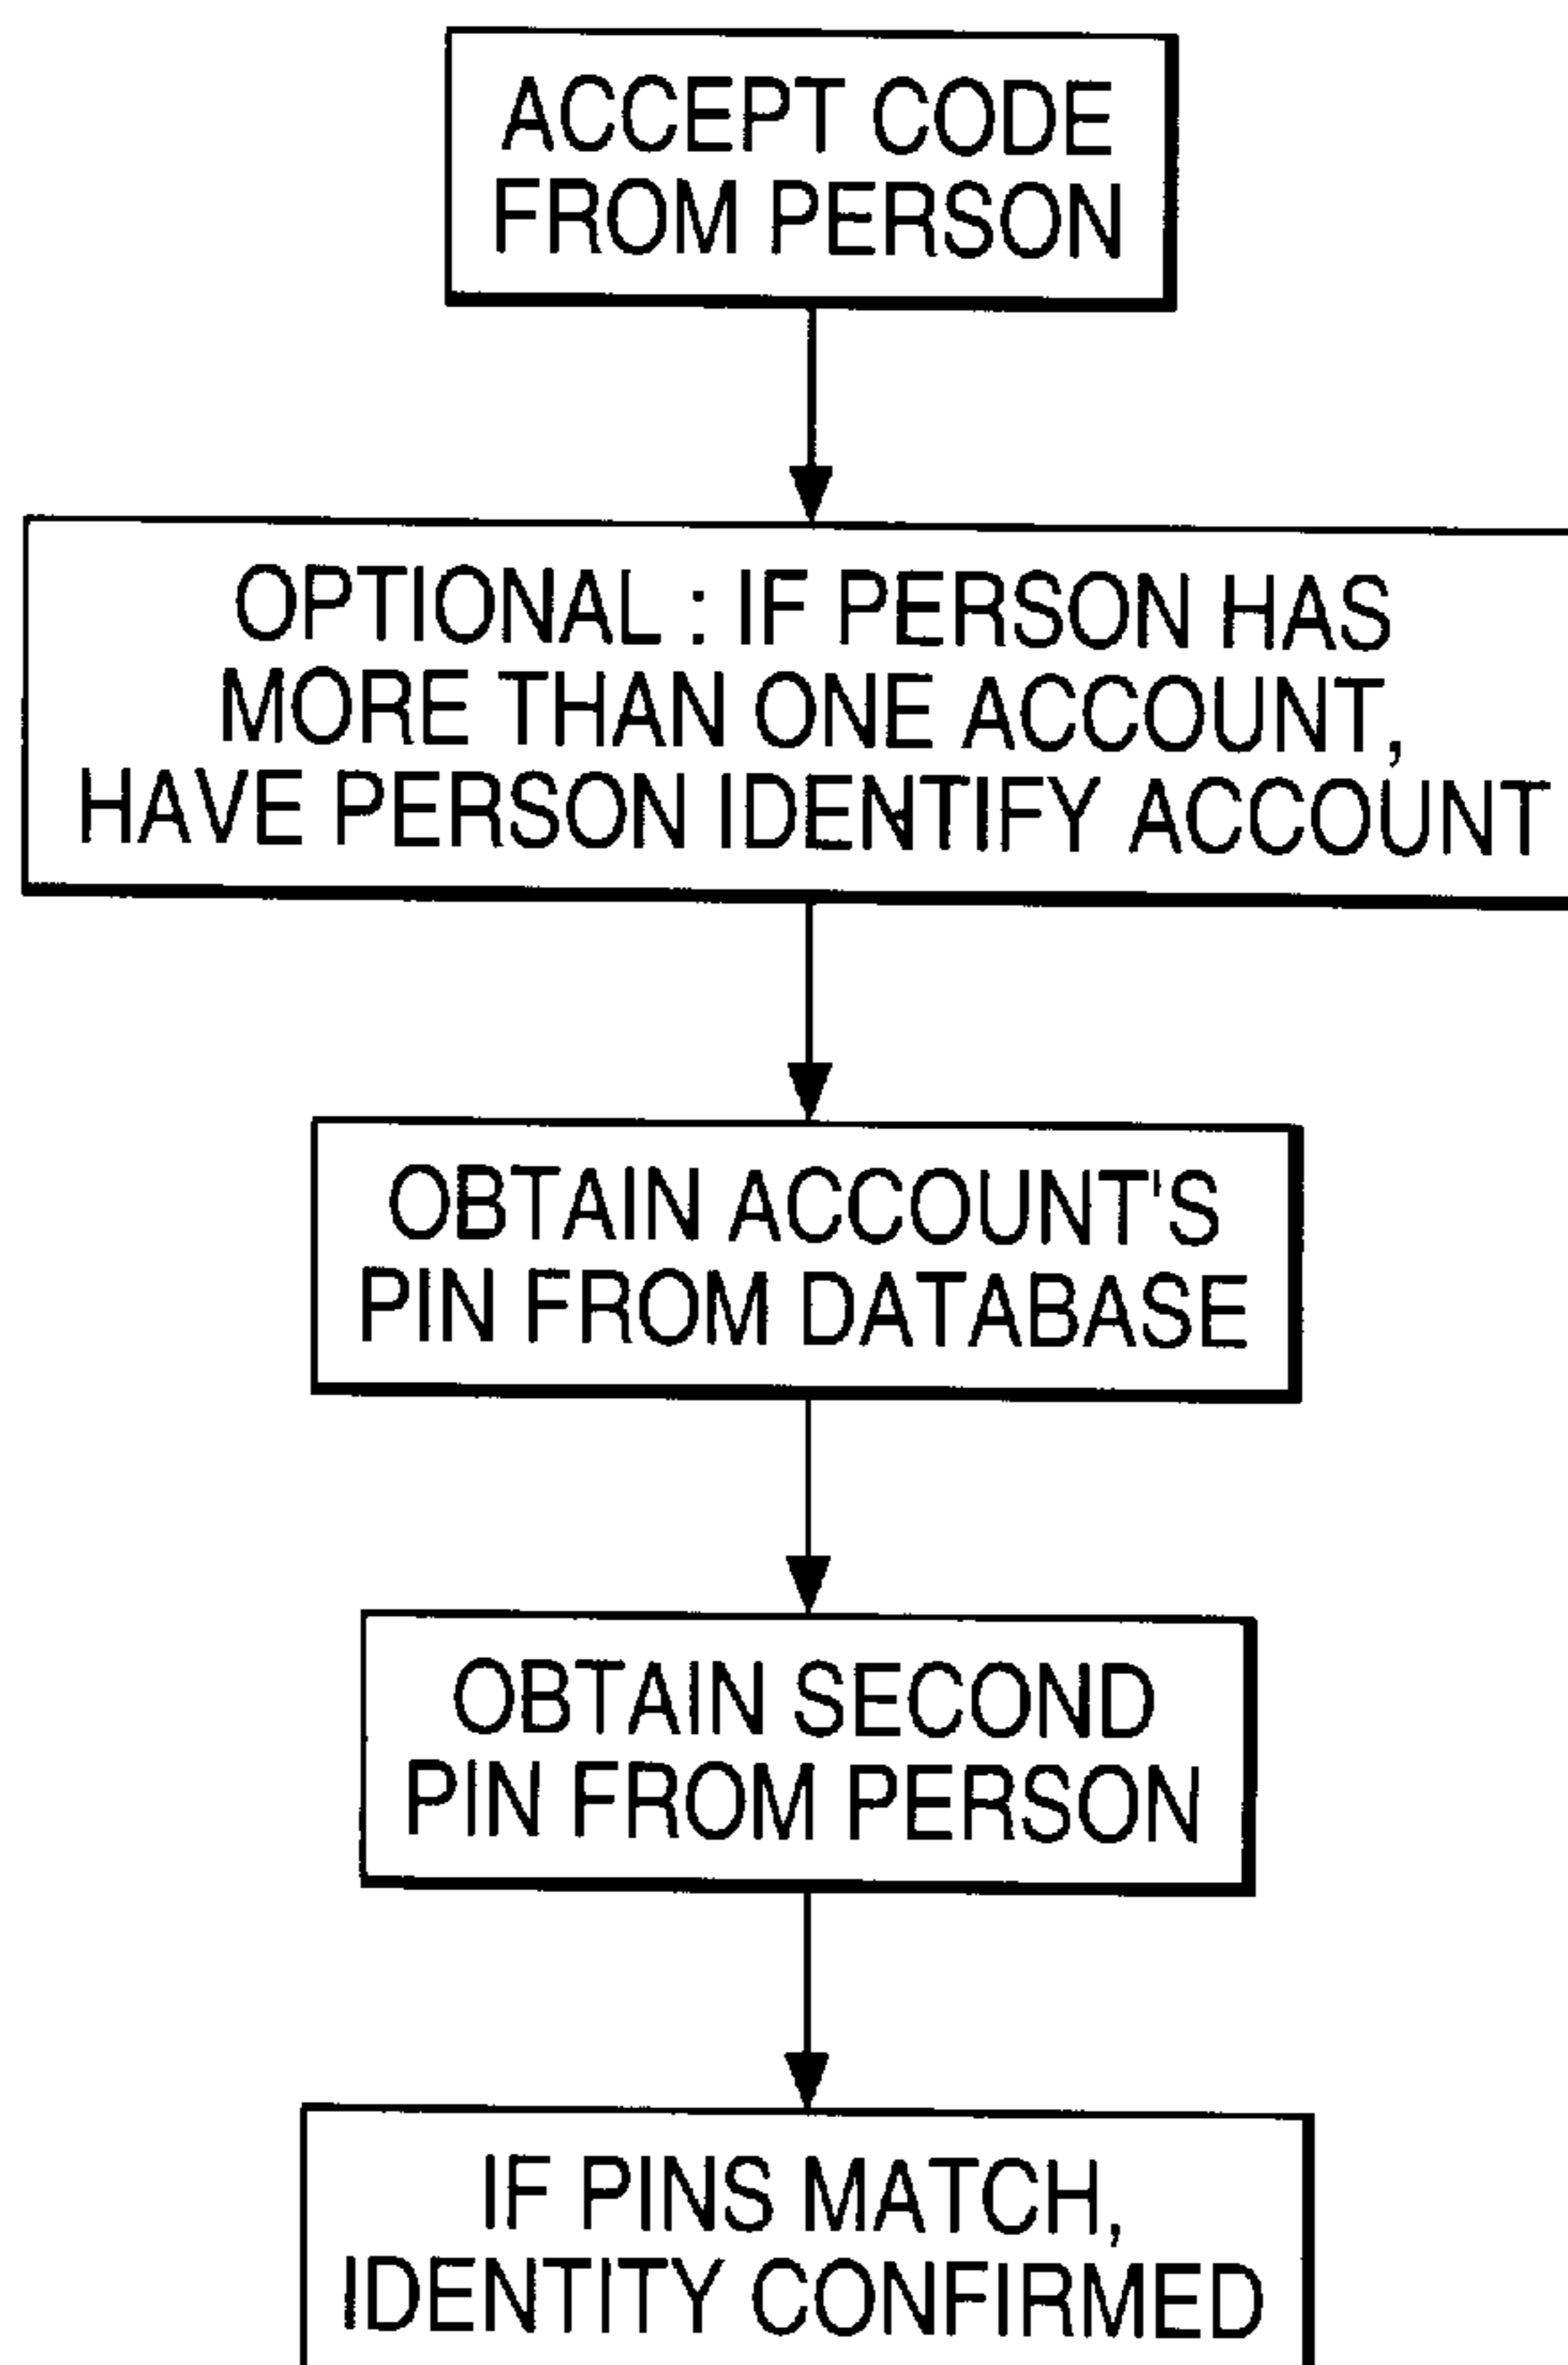 ACCEPT CODE
FROM PERSON
OPTIONAL : IF PERSON HAS
MORE THAN ONE ACCOUNT,
HAVE PERSON IDENTIFY ACCOUNT
OBTAIN ACCOUNT'S
PIN FROM DATABASE
OBTAIN SECOND
PIN FROM PERSON
IF PINS MATCH,
IDENTITY CONFIRMED